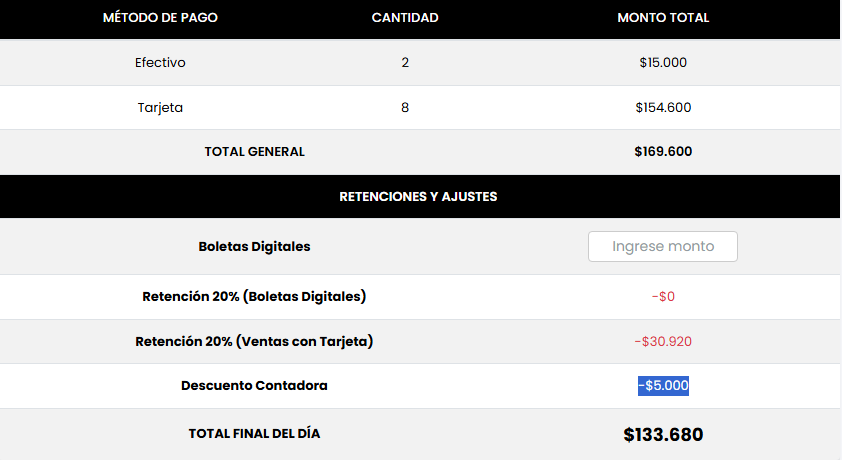 MÉTODO DE PAGO CANTIDAD MONTO TOTAL
Efectivo 2 $15.000
Tarjeta 8 $154.600
TOTAL GENERAL $169.600
RETENCIONES Y AJUSTES
Boletas Digitales Ingrese monto
Retención 20% (Boletas Digitales) -$0
Retención 20% (Ventas con Tarjeta) -$30.920
Descuento Contadora -$5.000
TOTAL FINAL DEL DÍA $133.680